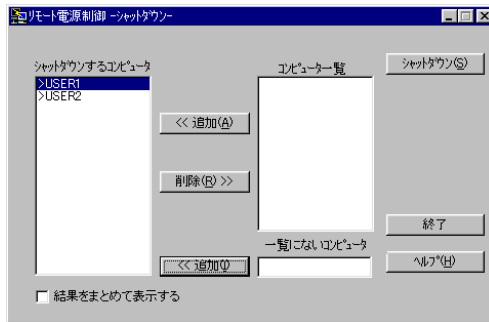 リモート電源制御 -シャットダウン-
シャットダウンするコンピュータ
>USER1
>USER2
<< 追加(A)
削除(R) >>
<< 追加(I)
コンピューター覧
一覧にないコンピュータ
シャットダウン(S)
終了
ヘルプ(H)
結果をまとめて表示する